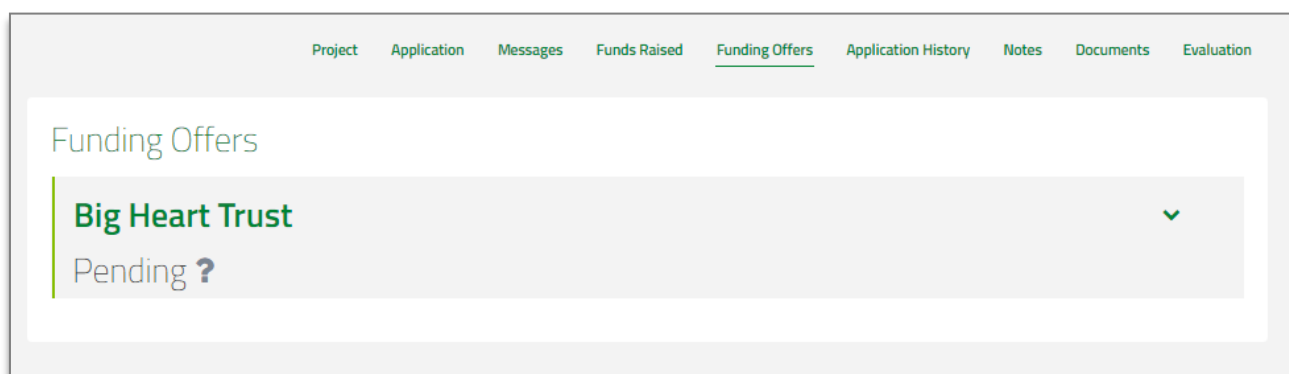 Project Application Messages Funds Raised Funding Offers Application History Notes Documents Evaluation
Funding Offers
Big Heart Trust
Pending ?